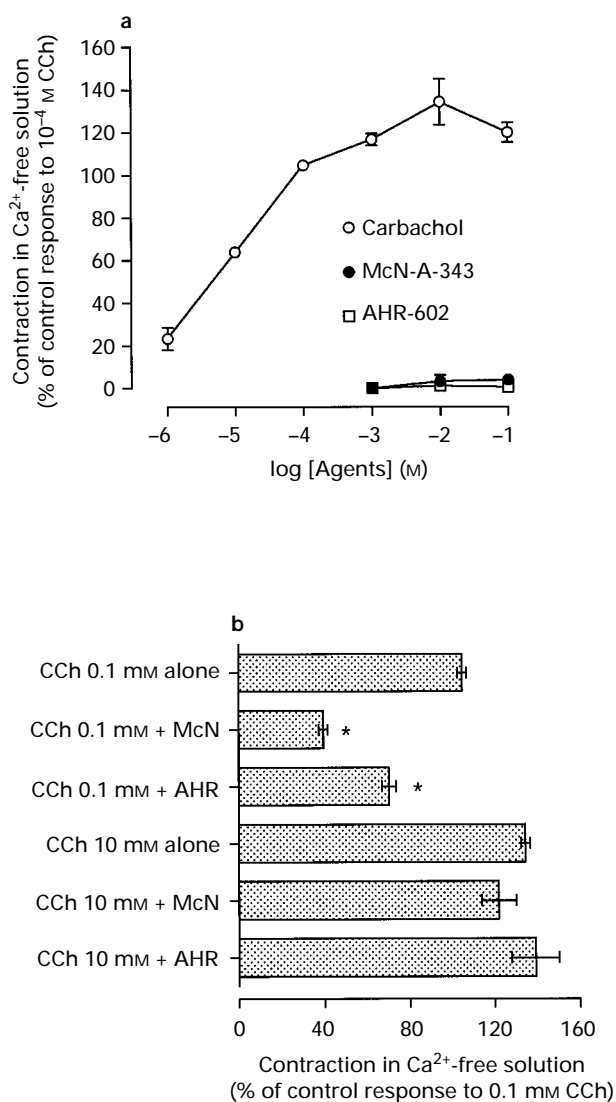 a
Contraction in Ca²⁺-free solution
(% of control response to 10⁻⁴ M CCh)
160
140
120
100
80
60
40
20
0
Carbachol
McN-A-343
AHR-602
−6
−5
−4
−3
−2
−1
log [Agents] (M)
b
CCh 0.1 mM alone
CCh 0.1 mM + McN
*
CCh 0.1 mM + AHR
*
CCh 10 mM alone
CCh 10 mM + McN
CCh 10 mM + AHR
0
40
80
120
160
Contraction in Ca²⁺-free solution
(% of control response to 0.1 mM CCh)